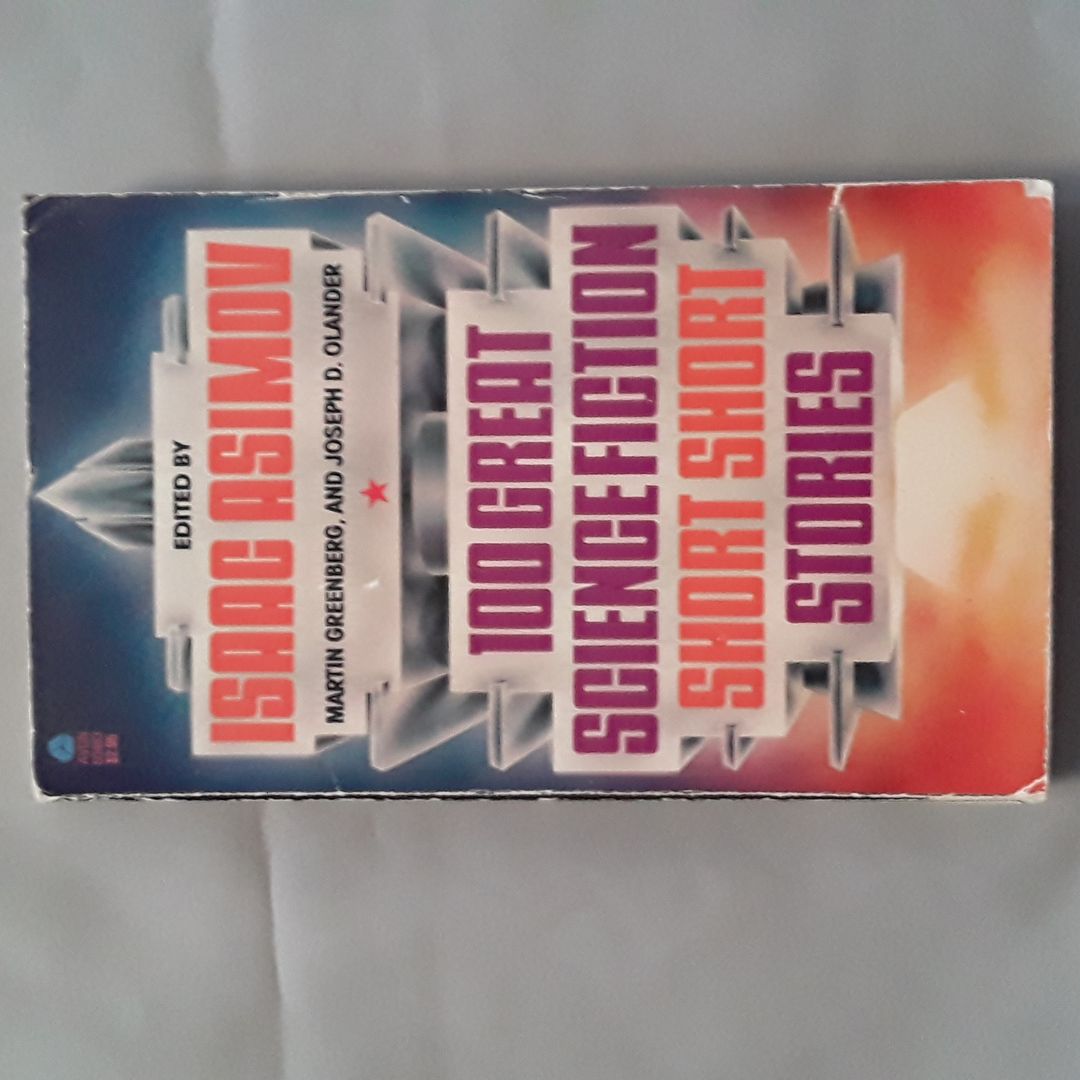 EDITED BY
ISAAC ASIMOV
MARTIN GREENBERG, AND JOSEPH D. OLANDER
100 GREAT
SCIENCE FICTION
SHORT SHORT
STORIES